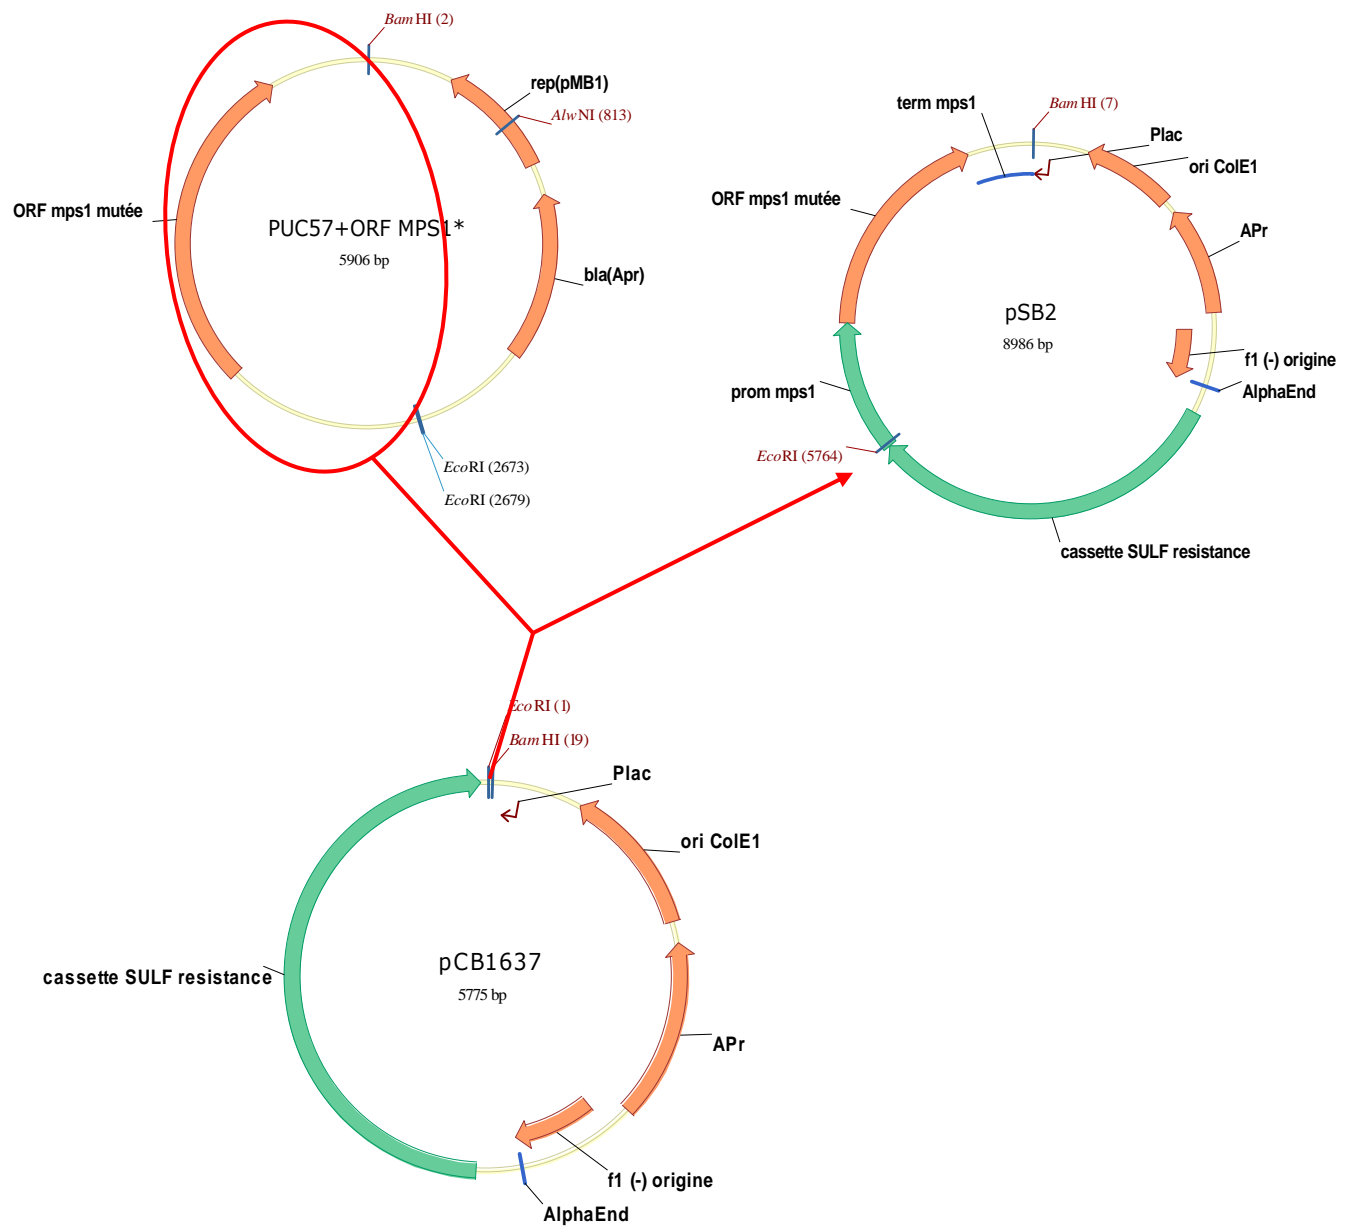 BamHI (2)
rep(pMB1)
AlwNI (813)
ORF mps1 mutée
PUC57+ORF MPS1*
5906 bp
bla(Apr)
EcoRI (2673)
EcoRI (2679)
term mps1
BamHI (7)
Plac
ori ColE1
ORF mps1 mutée
APr
pSB2
8986 bp
f1 (-) origine
AlphaEnd
prom mps1
EcoRI (5764)
cassette SULF resistance
EcoRI (1)
BamHI (19)
Plac
ori ColE1
pCB1637
5775 bp
cassette SULF resistance
APr
f1 (-) origine
AlphaEnd